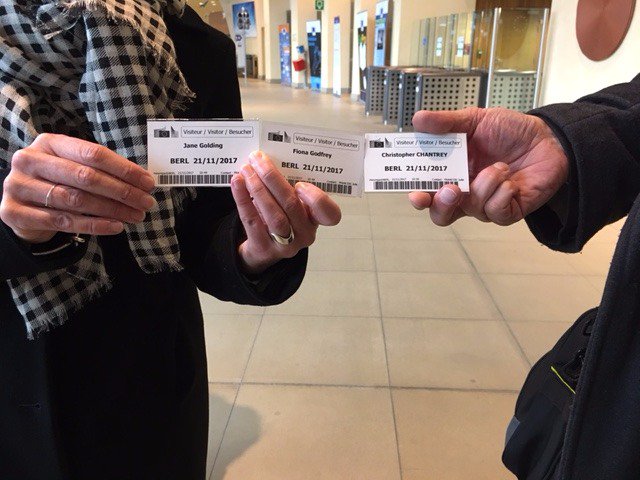 Visiteur / Visitor / Besucher
Jane Golding
BERL 21/11/2017
Visiteur / Visitor / Besucher
Fiona Godfrey
BERL 21/11/2017
Visiteur / Visitor / Besucher
Christopher CHANTREY
BERL 21/11/2017